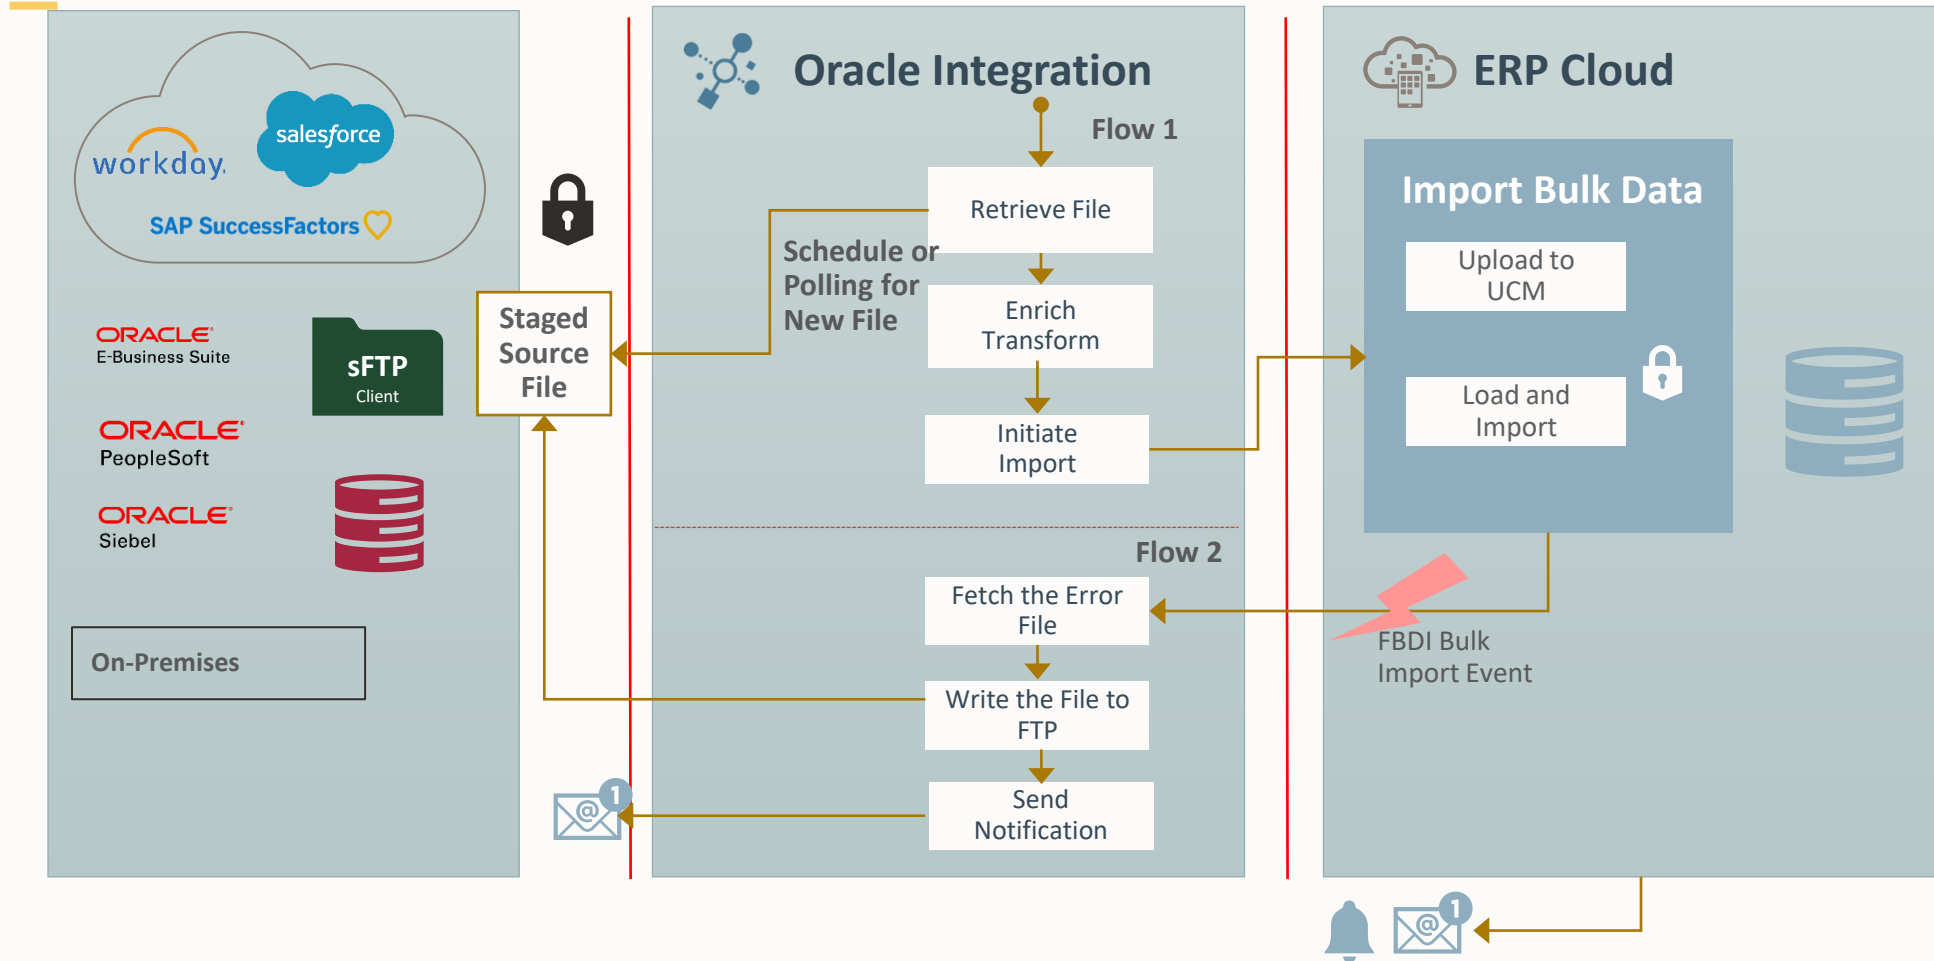 workday.
salesforce
SAP SuccessFactors
ORACLE®
E-Business Suite
sFTP
Client
ORACLE®
PeopleSoft
ORACLE®
Siebel
On-Premises
Staged
Source
File
Oracle Integration
Flow 1
Retrieve File
Schedule or
Polling for
New File
Enrich
Transform
Initiate
Import
Flow 2
Fetch the Error
File
Write the File to
FTP
Send
Notification
@
1
ERP Cloud
Import Bulk Data
Upload to
UCM
Load and
Import
FBDI Bulk
Import Event
@
1